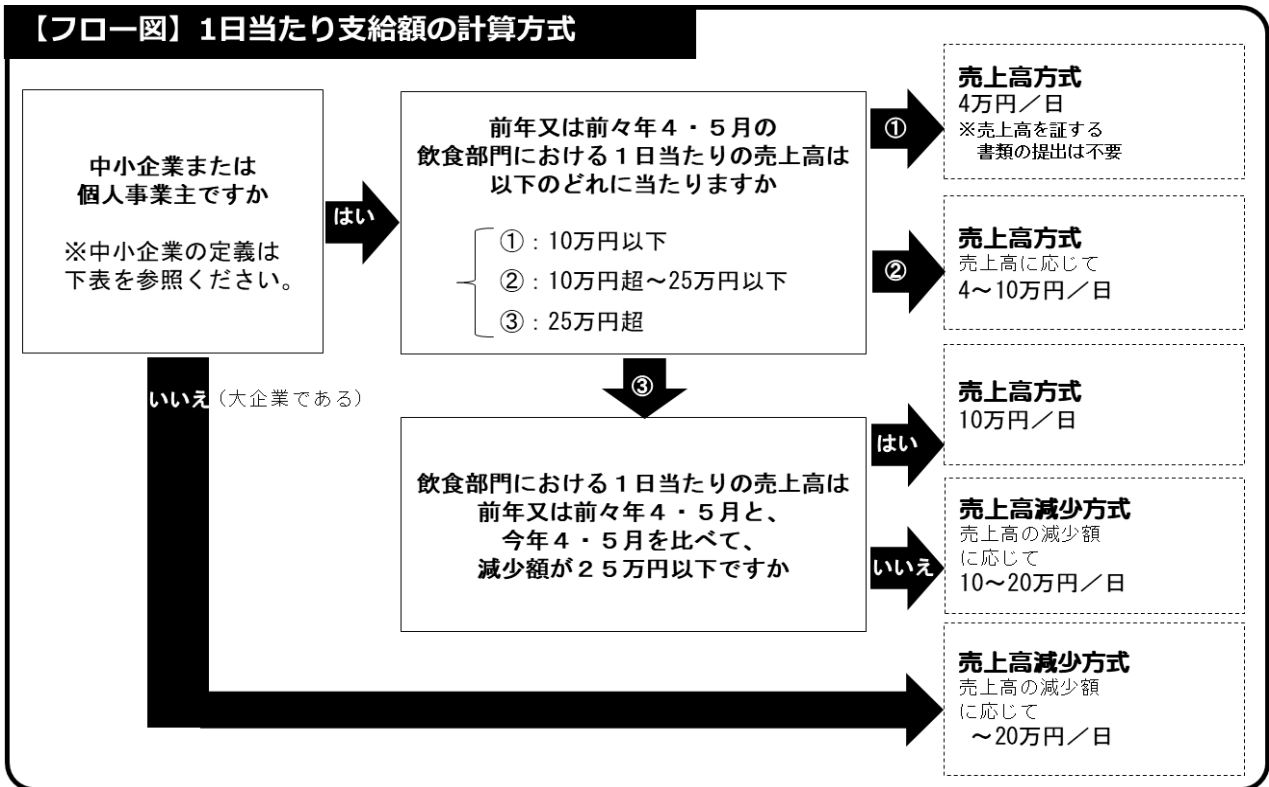 【フロー図】1日当たり支給額の計算方式
中小企業または
個人事業主ですか
※中小企業の定義は
下表を参照ください。
はい
前年又は前々年４・５月の
飲食部門における１日当たりの売上高は
以下のどれに当たりますか
①：10万円以下
②：10万円超～25万円以下
③：25万円超
①
売上高方式
4万円／日
※売上高を証する
書類の提出は不要
②
売上高方式
売上高に応じて
4～10万円／日
③
いいえ（大企業である）
飲食部門における１日当たりの売上高は
前年又は前々年４・５月と、
今年４・５月を比べて、
減少額が２５万円以下ですか
はい
売上高方式
10万円／日
いいえ
売上高減少方式
売上高の減少額
に応じて
10～20万円／日
売上高減少方式
売上高の減少額
に応じて
～20万円／日